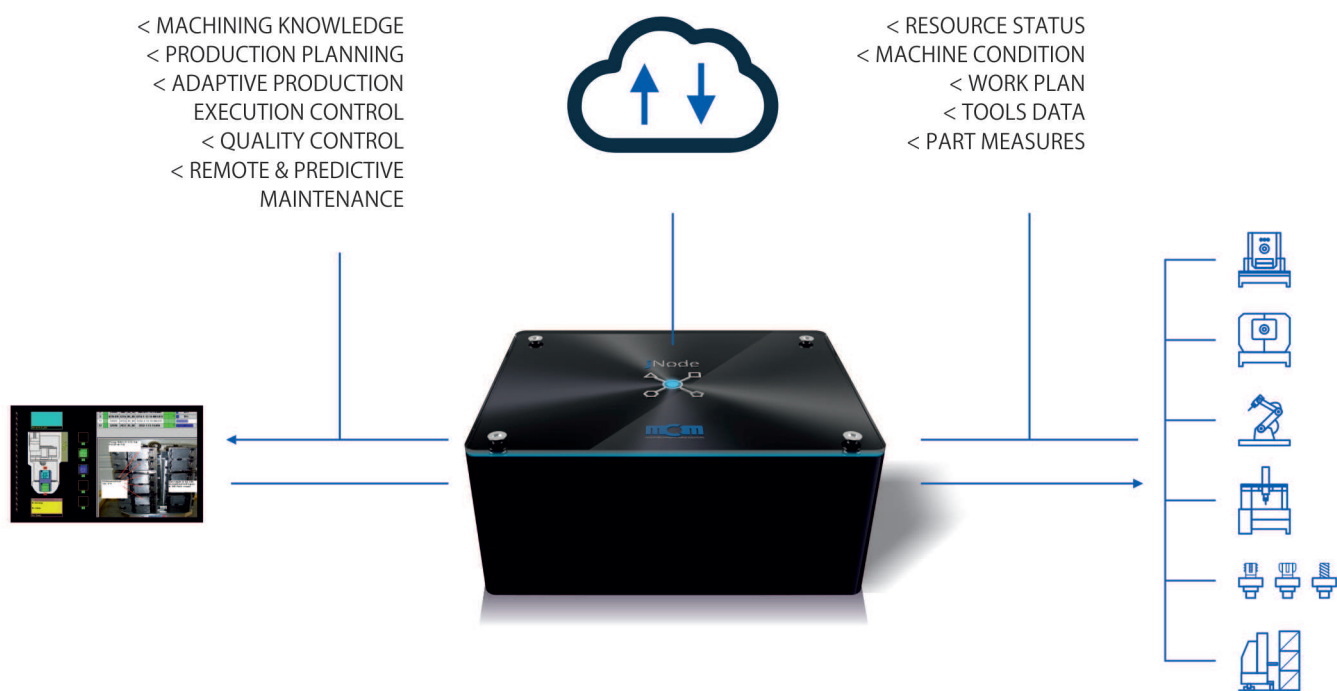 < MACHINING KNOWLEDGE
< PRODUCTION PLANNING
< ADAPTIVE PRODUCTION
EXECUTION CONTROL
< QUALITY CONTROL
< REMOTE & PREDICTIVE
MAINTENANCE
< RESOURCE STATUS
< MACHINE CONDITION
< WORK PLAN
< TOOLS DATA
< PART MEASURES
iNode
mcm